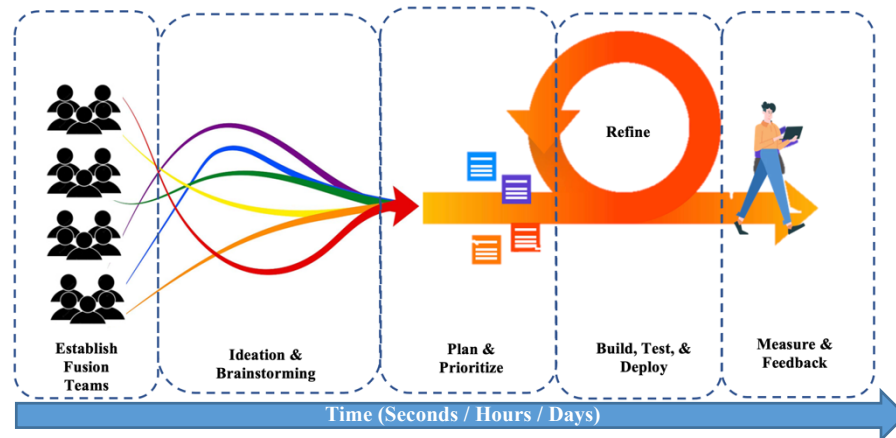 Refine
Establish
Fusion
Teams
Ideation &
Brainstorming
Plan &
Prioritize
Build, Test, &
Deploy
Measure &
Feedback
Time (Seconds / Hours / Days)